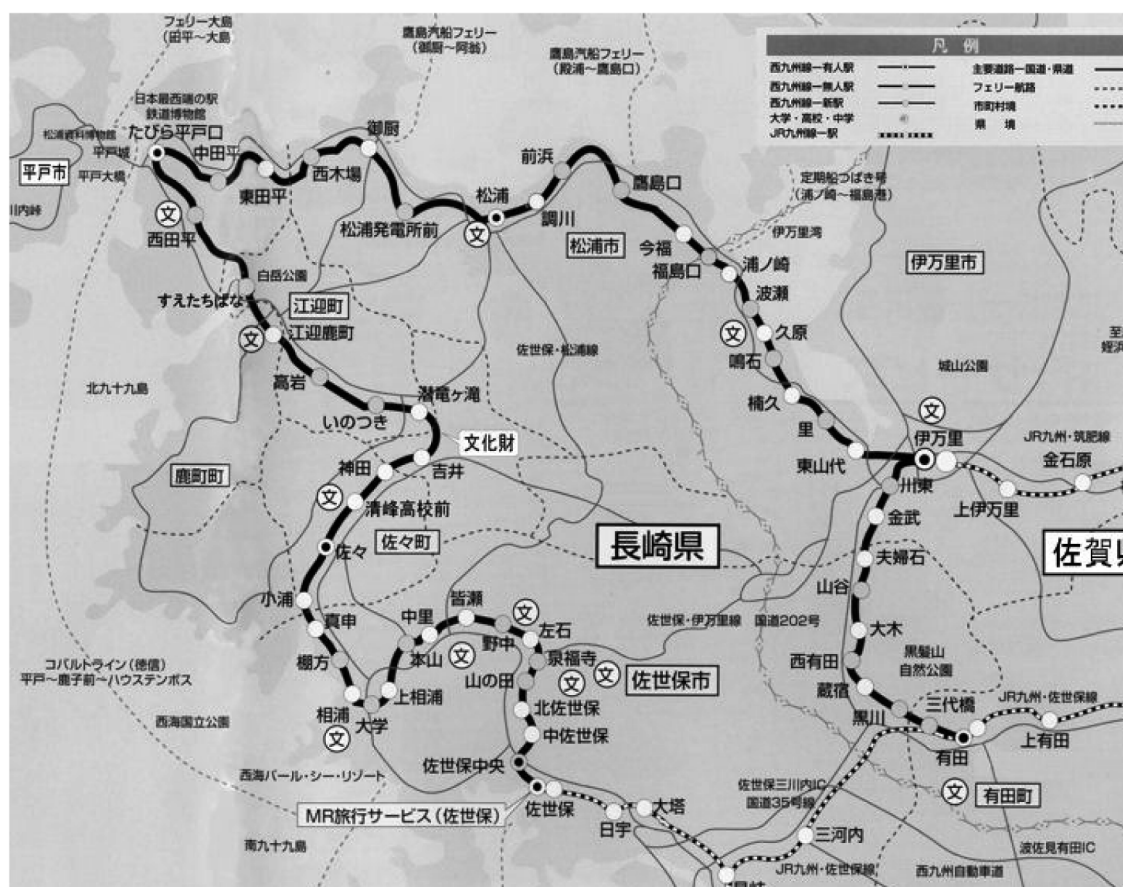 フェリー大島
(田平〜大島)
鷹島汽船フェリー
(御厨〜阿翁)
鷹島汽船フェリー
(殿浦〜鷹島口)
凡 例
西九州線一有人駅
西九州線一無人駅
西九州線一新駅
大学・高校・中学
JR九州線一駅
主要道路一国道・県道
フェリー航路
市町村境
県 境
日本最西端の駅
鉄道博物館
たびら平戸口
松浦資料博物館
平戸城
平戸市
平戸大橋
川内峠
中田平
東田平
西木場
御厨
松浦発電所前
松浦
調川
前浜
鷹島口
松浦市
今福
福島口
浦ノ崎
定期船つばき号
(浦ノ崎〜福島港)
伊万里湾
伊万里市
波瀬
久原
鳴石
楠久
里
東山代
城山公園
伊万里
JR九州・筑肥線
金石原
上伊万里
川東
金武
夫婦石
山谷
大木
西有田
蔵宿
黒川
三代橋
有田
上有田
黒髪山
自然公園
JR九州・佐世保線
有田町
波佐見有田IC
西九州自動車道
文
西田平
白岳公園
すえたちばな
江迎町
江迎鹿町
高岩
いのつき
潜竜ヶ滝
文化財
吉井
神田
清峰高校前
佐々町
佐々
小浦
真申
棚方
相浦
大学
上相浦
本山
中里
皆瀬
野中
左石
泉福寺
山の田
北佐世保
中佐世保
佐世保中央
佐世保
MR旅行サービス(佐世保)
日宇
大塔
三河内
JR九州・佐世保線
佐世保三川内IC
国道35号線
佐世保市
佐世保・伊万里線 国道202号
佐世保・松浦線
長崎県
北九十九島
鹿町町
コバルトライン(徳信)
平戸〜鹿子前〜ハウステンボス
西海国立公園
西海パール・シー・リゾート
南九十九島